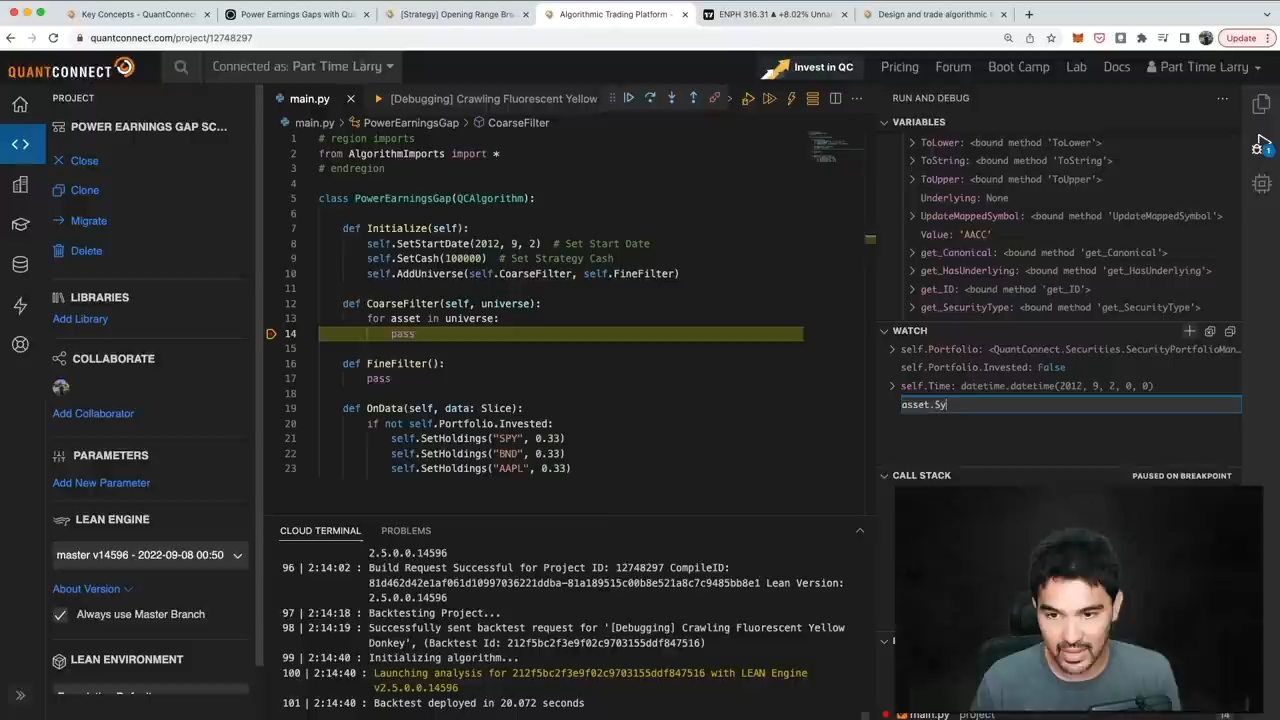 Key Concepts - QuantConnec
Power Earnings Gaps with Qu
[Strategy] Opening Range Bre
Algorithmic Trading Platform -
ENPH 316.31 ▲ +8.02% Unna
Design and trade algorithmic
quantconnect.com/project/12748297
Update
QUANTCONNECT
Connected as: Part Time Larry
Invest in QC
Pricing
Forum
Boot Camp
Lab
Docs
Part Time Larry
PROJECT
POWER EARNINGS GAP SC...
Close
Clone
Migrate
Delete
LIBRARIES
Add Library
COLLABORATE
Add Collaborator
PARAMETERS
Add New Parameter
LEAN ENGINE
master v14596 - 2022-09-08 00:50
About Version
Always use Master Branch
LEAN ENVIRONMENT
main.py
[Debugging] Crawling Fluorescent Yellow
main.py > PowerEarningsGap > CoarseFilter
1 # region imports
2 from AlgorithmImports import *
3 # endregion
4
5 class PowerEarningsGap(QCAlgorithm):
6
7 def Initialize(self):
8 self.SetStartDate(2012, 9, 2) # Set Start Date
9 self.SetCash(100000) # Set Strategy Cash
10 self.AddUniverse(self.CoarseFilter, self.FineFilter)
11
12 def CoarseFilter(self, universe):
13 for asset in universe:
14 pass
15
16 def FineFilter():
17 pass
18
19 def OnData(self, data: Slice):
20 if not self.Portfolio.Invested:
21 self.SetHoldings("SPY", 0.33)
22 self.SetHoldings("BND", 0.33)
23 self.SetHoldings("AAPL", 0.33)
CLOUD TERMINAL
PROBLEMS
2.5.0.0.14596
96 | 2:14:02 : Build Request Successful for Project ID: 12748297 CompileID:
81d462d42e1af061d10997036221ddba-81a189515c00b8e521a8c7c9485bb8e1 Lean Version:
2.5.0.0.14596
97 | 2:14:18 : Backtesting Project...
98 | 2:14:19 : Successfully sent backtest request for '[Debugging] Crawling Fluorescent Yellow
Donkey', (Backtest Id: 212f5bc2f3e9f02c9703155ddf847516)
99 | 2:14:40 : Initializing algorithm...
100 | 2:14:40 : Launching analysis for 212f5bc2f3e9f02c9703155ddf847516 with LEAN Engine
v2.5.0.0.14596
101 | 2:14:40 : Backtest deployed in 20.072 seconds
RUN AND DEBUG
VARIABLES
ToLower: <bound method 'ToLower'>
ToString: <bound method 'ToString'>
ToUpper: <bound method 'ToUpper'>
Underlying: None
UpdateMappedSymbol: <bound method 'UpdateMappedSymbol'>
Value: 'AACC'
get_Canonical: <bound method 'get_Canonical'>
get_HasUnderlying: <bound method 'get_HasUnderlying'>
get_ID: <bound method 'get_ID'>
get_SecurityType: <bound method 'get_SecurityType'>
WATCH
self.Portfolio: <QuantConnect.Securities.SecurityPortfolioMan...
self.Portfolio.Invested: False
self.Time: datetime.datetime(2012, 9, 2, 0, 0)
asset.Sy
CALL STACK
PAUSED ON BREAKPOINT
1
main.py project
14